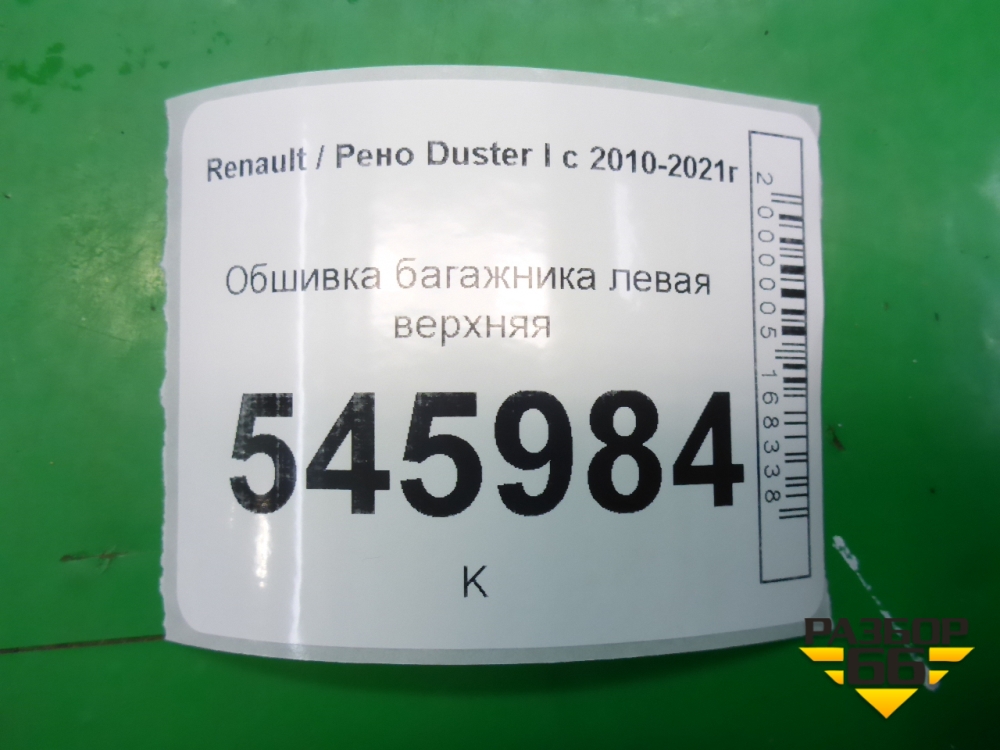 Renault / Рено Duster I с 2010-2021г
Обшивка багажника левая
верхняя
545984
К
2000005168338
РАЗБОР
66